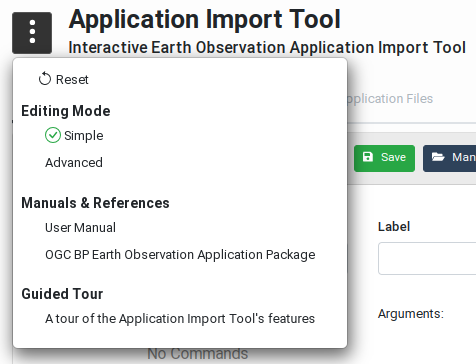 Application Import Tool
Interactive Earth Observation Application Import Tool
Reset
pplication Files
Editing Mode
Simple
Save
Man
Advanced
Manuals & References
User Manual
Label
OGC BP Earth Observation Application Package
Guided Tour
A tour of the Application Import Tool's features
Arguments:
No Commands